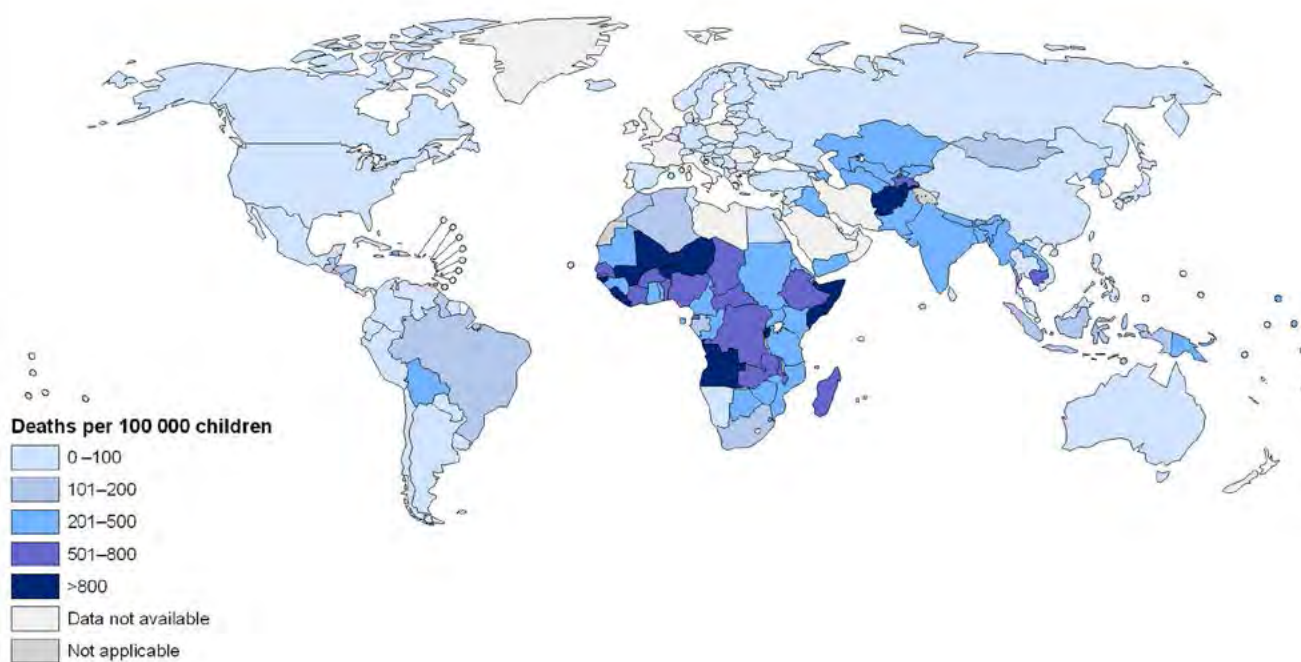 Deaths per 100 000 children
0 –100
101–200
201–500
501–800
>800
Data not available
Not applicable